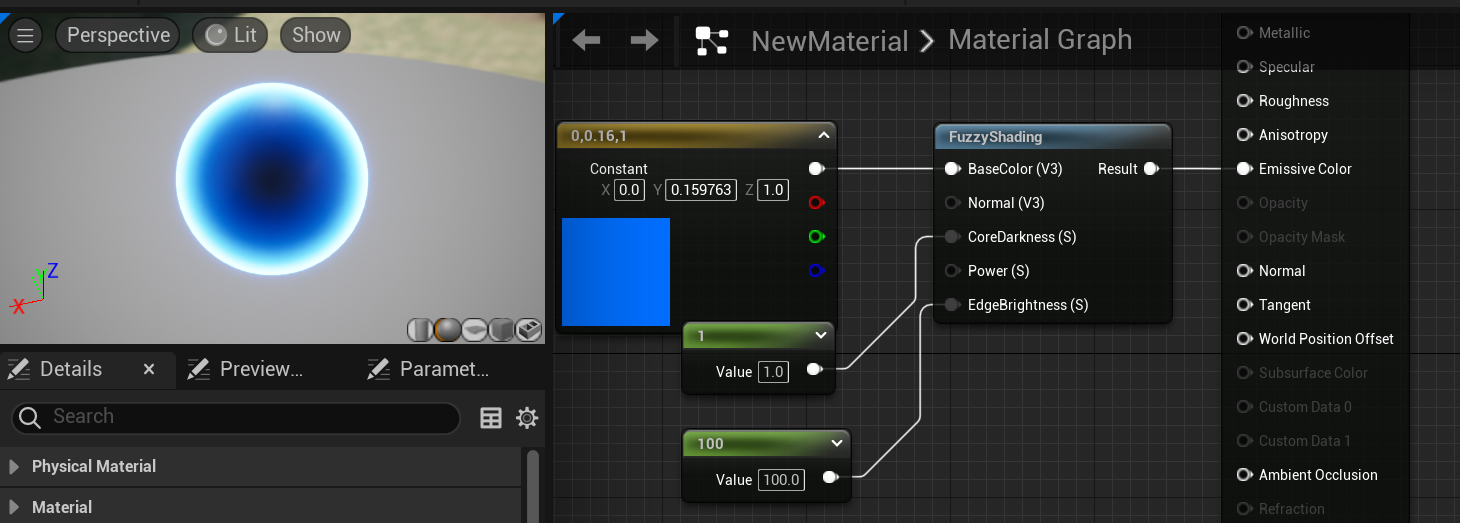 Perspective
Lit
Show
Z
X
Details
Preview...
Paramet...
Search
Physical Material
Material
NewMaterial > Material Graph
0,0.16,1
Constant
X 0.0 Y 0.159763 Z 1.0
1
Value 1.0
100
Value 100.0
FuzzyShading
BaseColor (V3) Result
Normal (V3)
CoreDarkness (S)
Power (S)
EdgeBrightness (S)
Metallic
Specular
Roughness
Anisotropy
Emissive Color
Opacity
Opacity Mask
Normal
Tangent
World Position Offset
Subsurface Color
Custom Data 0
Custom Data 1
Ambient Occlusion
Refraction